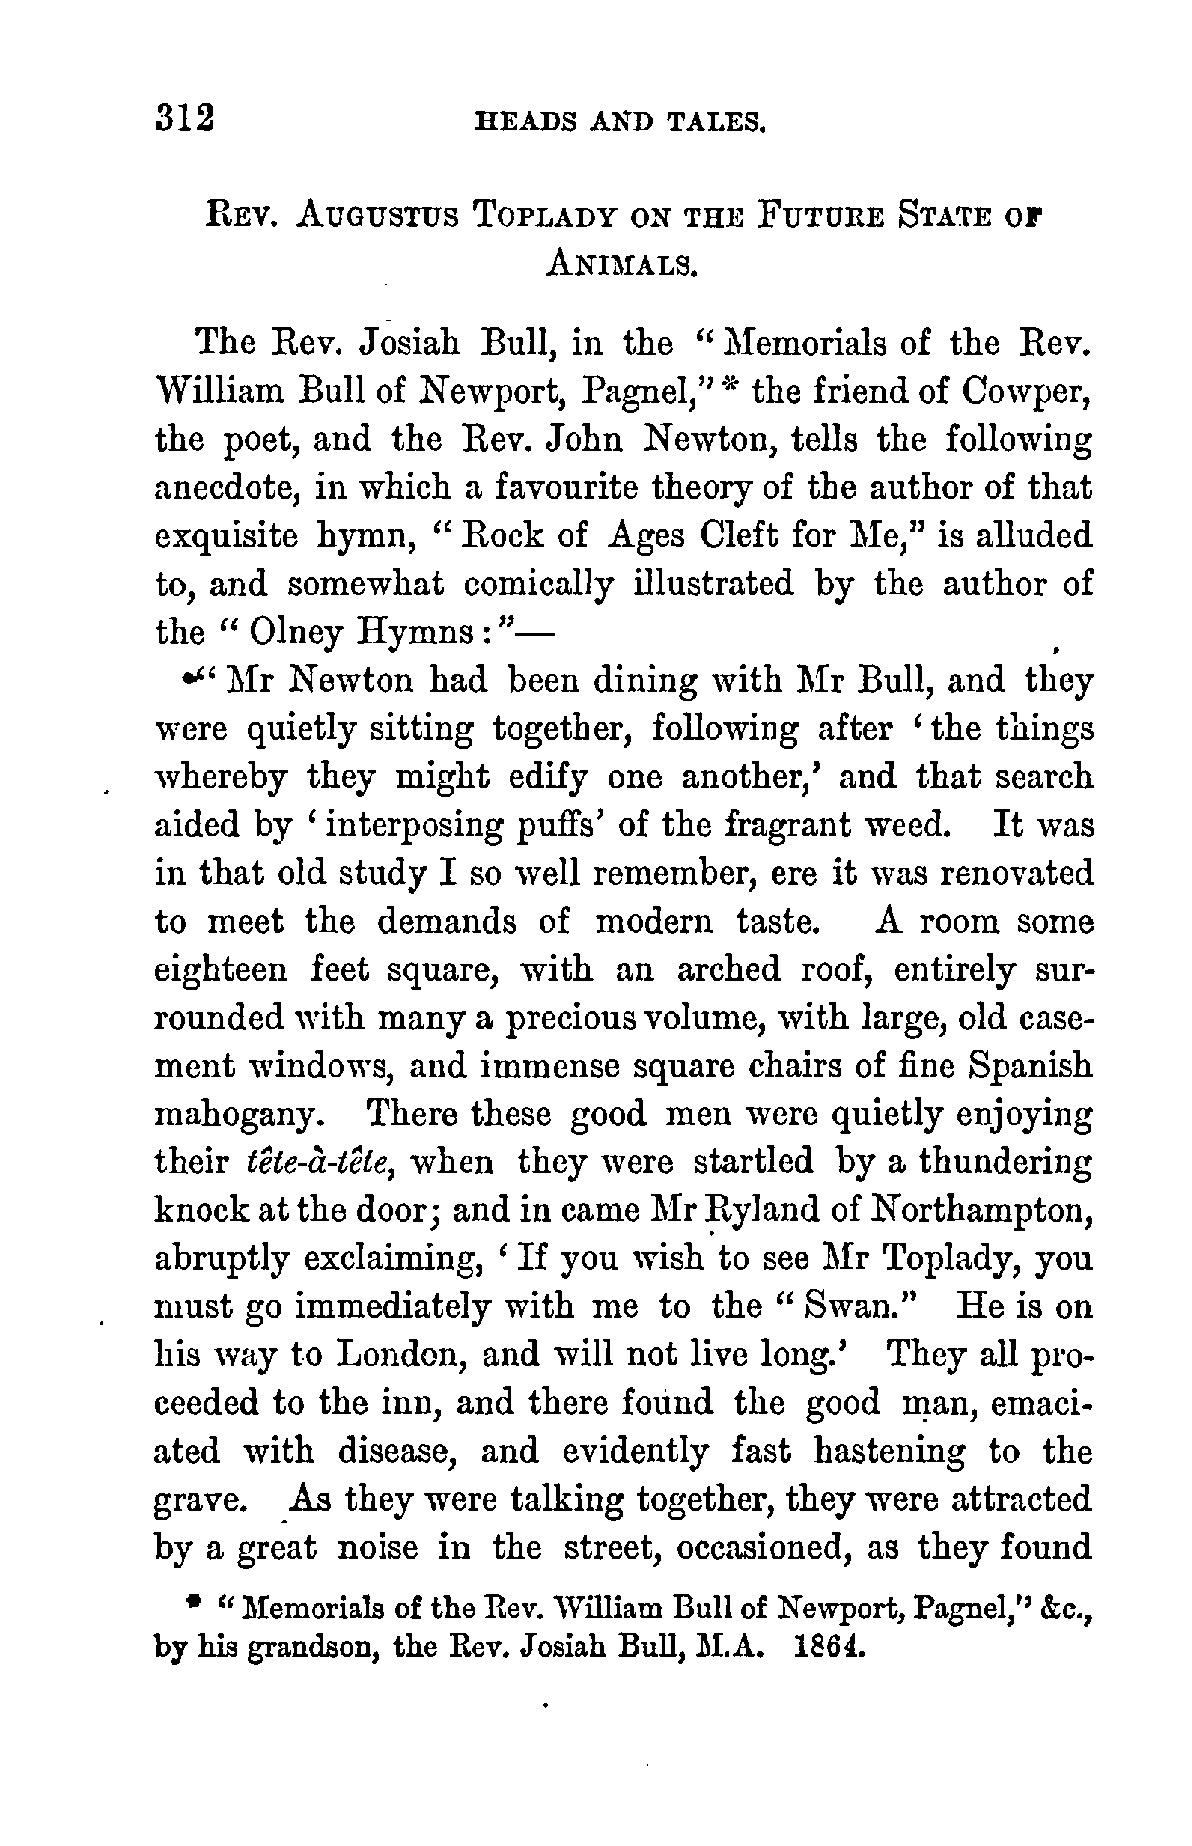 312 HEADS AND TALES.
REV. AUGUSTUS TOPLADY ON THE FUTURE STATE OF
ANIMALS.
The Rev. Josiah Bull, in the “ Memorials of the Rev.
William Bull of Newport, Pagnel,” * the friend of Cowper,
the poet, and the Rev. John Newton, tells the following
anecdote, in which a favourite theory of the author of that
exquisite hymn, “ Rock of Ages Cleft for Me,” is alluded
to, and somewhat comically illustrated by the author of
the “ Olney Hymns : ”—
“ Mr Newton had been dining with Mr Bull, and they
were quietly sitting together, following after ‘ the things
whereby they might edify one another,’ and that search
aided by ‘ interposing puffs’ of the fragrant weed. It was
in that old study I so well remember, ere it was renovated
to meet the demands of modern taste. A room some
eighteen feet square, with an arched roof, entirely sur-
rounded with many a precious volume, with large, old case-
ment windows, and immense square chairs of fine Spanish
mahogany. There these good men were quietly enjoying
their tête-à-tête, when they were startled by a thundering
knock at the door; and in came Mr Ryland of Northampton,
abruptly exclaiming, ‘ If you wish to see Mr Toplady, you
must go immediately with me to the “ Swan.” He is on
his way to London, and will not live long.’ They all pro-
ceeded to the inn, and there found the good man, emaci-
ated with disease, and evidently fast hastening to the
grave. As they were talking together, they were attracted
by a great noise in the street, occasioned, as they found
* “ Memorials of the Rev. William Bull of Newport, Pagnel,” &c.,
by his grandson, the Rev. Josiah Bull, M.A. 1864.